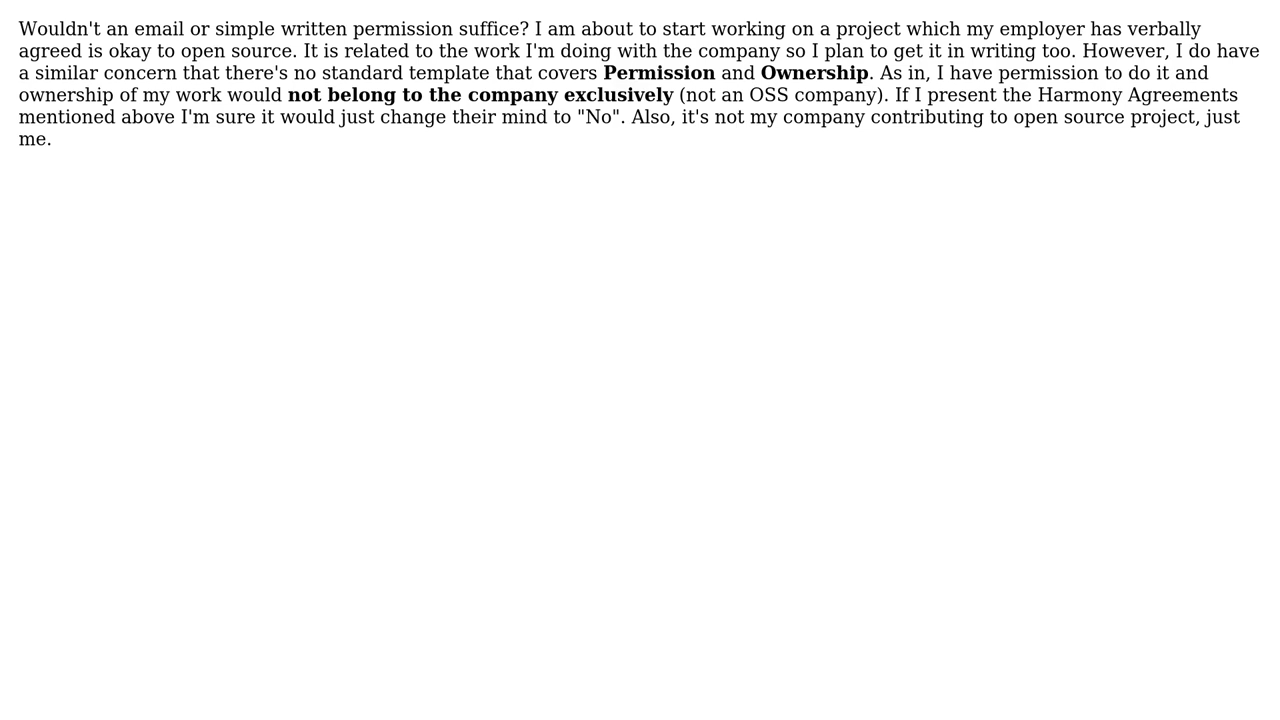 Wouldn't an email or simple written permission suffice? I am about to start working on a project which my employer has verbally
agreed is okay to open source. It is related to the work I'm doing with the company so I plan to get it in writing too. However, I do have
a similar concern that there's no standard template that covers Permission and Ownership. As in, I have permission to do it and
ownership of my work would not belong to the company exclusively (not an OSS company). If I present the Harmony Agreements
mentioned above I'm sure it would just change their mind to "No". Also, it's not my company contributing to open source project, just
me.